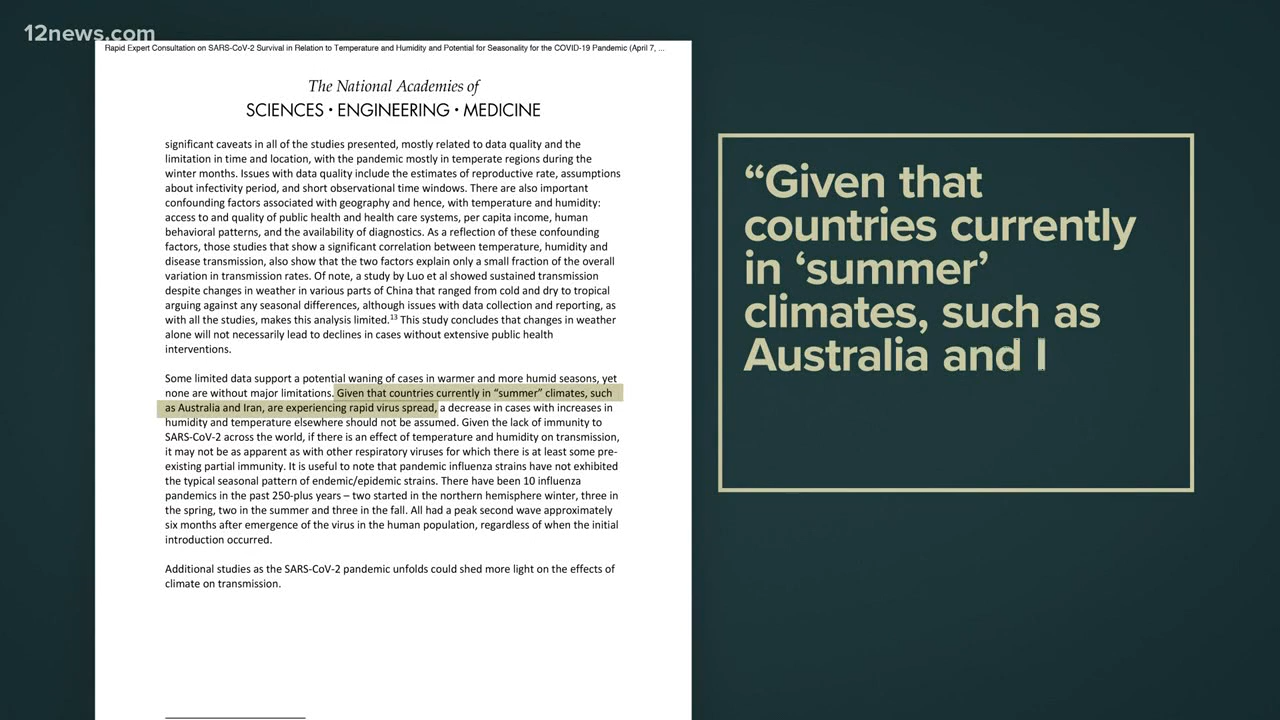 12news.com
Rapid Expert Consultation on SARS-CoV-2 Survival in Relation to Temperature and Humidity and Potential for Seasonality for the COVID-19 Pandemic (April 7, ...
The National Academies of
SCIENCES · ENGINEERING · MEDICINE
significant caveats in all of the studies presented, mostly related to data quality and the
limitation in time and location, with the pandemic mostly in temperate regions during the
winter months. Issues with data quality include the estimates of reproductive rate, assumptions
about infectivity period, and short observational time windows. There are also important
confounding factors associated with geography and hence, with temperature and humidity:
access to and quality of public health and health care systems, per capita income, human
behavioral patterns, and the availability of diagnostics. As a reflection of these confounding
factors, those studies that show a significant correlation between temperature, humidity and
disease transmission, also show that the two factors explain only a small fraction of the overall
variation in transmission rates. Of note, a study by Luo et al showed sustained transmission
despite changes in weather in various parts of China that ranged from cold and dry to tropical
arguing against any seasonal differences, although issues with data collection and reporting, as
with all the studies, makes this analysis limited.13 This study concludes that changes in weather
alone will not necessarily lead to declines in cases without extensive public health
interventions.
Some limited data support a potential waning of cases in warmer and more humid seasons, yet
none are without major limitations. Given that countries currently in “summer” climates, such
as Australia and Iran, are experiencing rapid virus spread, a decrease in cases with increases in
humidity and temperature elsewhere should not be assumed. Given the lack of immunity to
SARS-CoV-2 across the world, if there is an effect of temperature and humidity on transmission,
it may not be as apparent as with other respiratory viruses for which there is at least some pre-
existing partial immunity. It is useful to note that pandemic influenza strains have not exhibited
the typical seasonal pattern of endemic/epidemic strains. There have been 10 influenza
pandemics in the past 250-plus years – two started in the northern hemisphere winter, three in
the spring, two in the summer and three in the fall. All had a peak second wave approximately
six months after emergence of the virus in the human population, regardless of when the initial
introduction occurred.
Additional studies as the SARS-CoV-2 pandemic unfolds could shed more light on the effects of
climate on transmission.
“Given that
countries currently
in ‘summer’
climates, such as
Australia and I